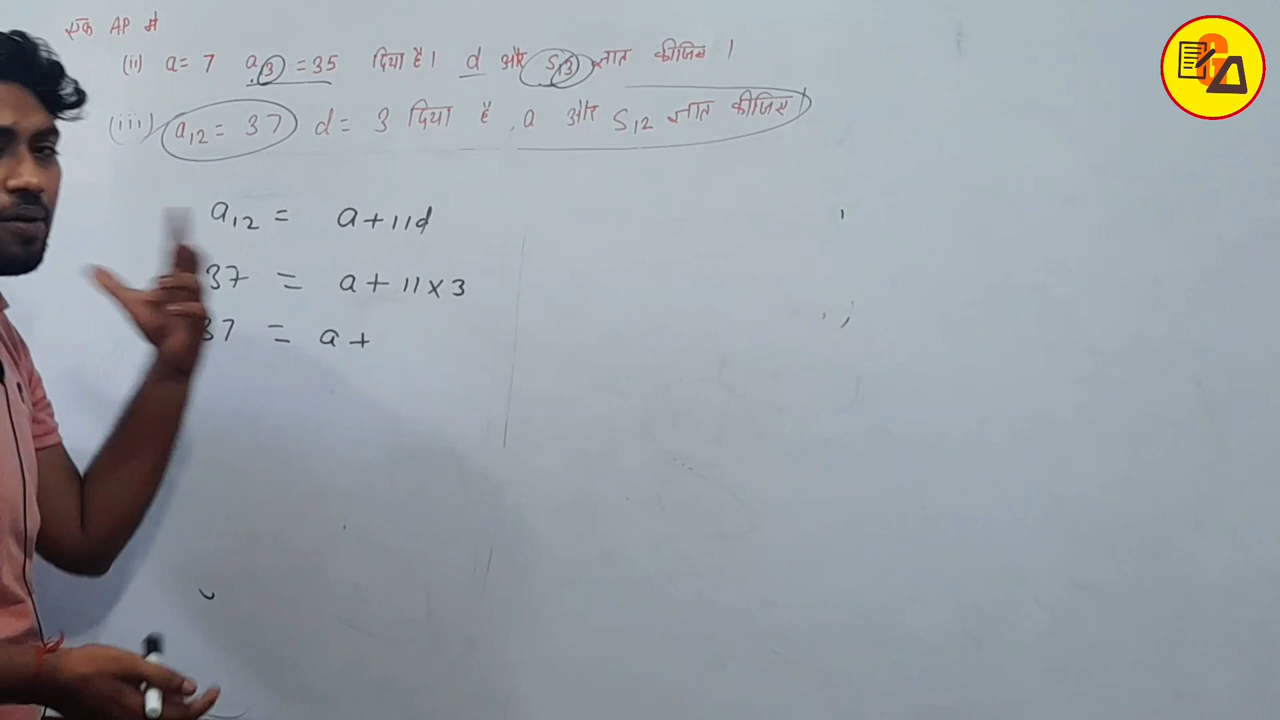 एक AP में
(ii) a = 7 a₃ = 35 दिया है। d और S₁₃ ज्ञात कीजिए ।
(iii) a₁₂ = 37 d = 3 दिया है , a और S₁₂ ज्ञात कीजिए।
a₁₂ = a + 11d
37 = a + 11 × 3
37 = a +